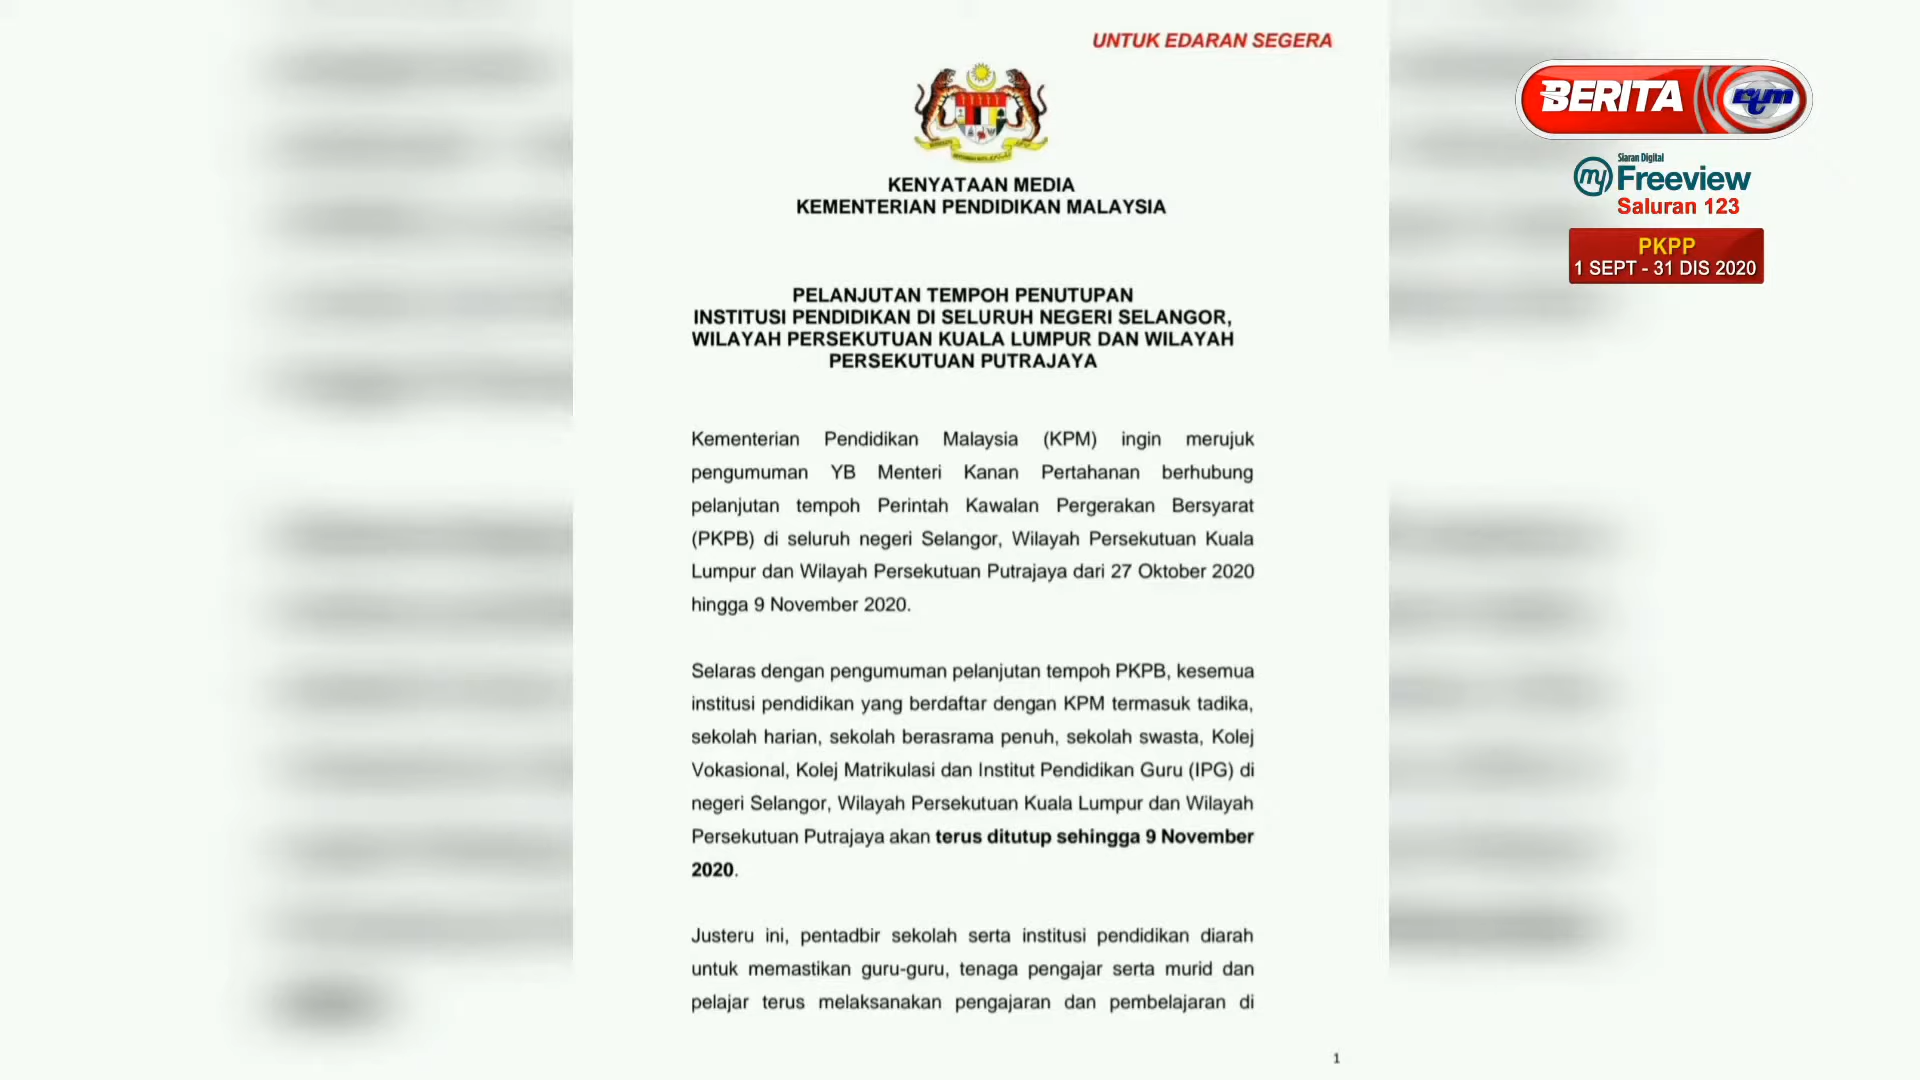 UNTUK EDARAN SEGERA
KENYATAAN MEDIA
KEMENTERIAN PENDIDIKAN MALAYSIA
PELANJUTAN TEMPOH PENUTUPAN
INSTITUSI PENDIDIKAN DI SELURUH NEGERI SELANGOR,
WILAYAH PERSEKUTUAN KUALA LUMPUR DAN WILAYAH
PERSEKUTUAN PUTRAJAYA
Kementerian Pendidikan Malaysia (KPM) ingin merujuk
pengumuman YB Menteri Kanan Pertahanan berhubung
pelanjutan tempoh Perintah Kawalan Pergerakan Bersyarat
(PKPB) di seluruh negeri Selangor, Wilayah Persekutuan Kuala
Lumpur dan Wilayah Persekutuan Putrajaya dari 27 Oktober 2020
hingga 9 November 2020.
Selaras dengan pengumuman pelanjutan tempoh PKPB, kesemua
institusi pendidikan yang berdaftar dengan KPM termasuk tadika,
sekolah harian, sekolah berasrama penuh, sekolah swasta, Kolej
Vokasional, Kolej Matrikulasi dan Institut Pendidikan Guru (IPG) di
negeri Selangor, Wilayah Persekutuan Kuala Lumpur dan Wilayah
Persekutuan Putrajaya akan terus ditutup sehingga 9 November
2020.
Justeru ini, pentadbir sekolah serta institusi pendidikan diarah
untuk memastikan guru-guru, tenaga pengajar serta murid dan
pelajar terus melaksanakan pengajaran dan pembelajaran di
1
BERITA rtm
Siaran Digital
my Freeview
Saluran 123
PKPP
1 SEPT - 31 DIS 2020